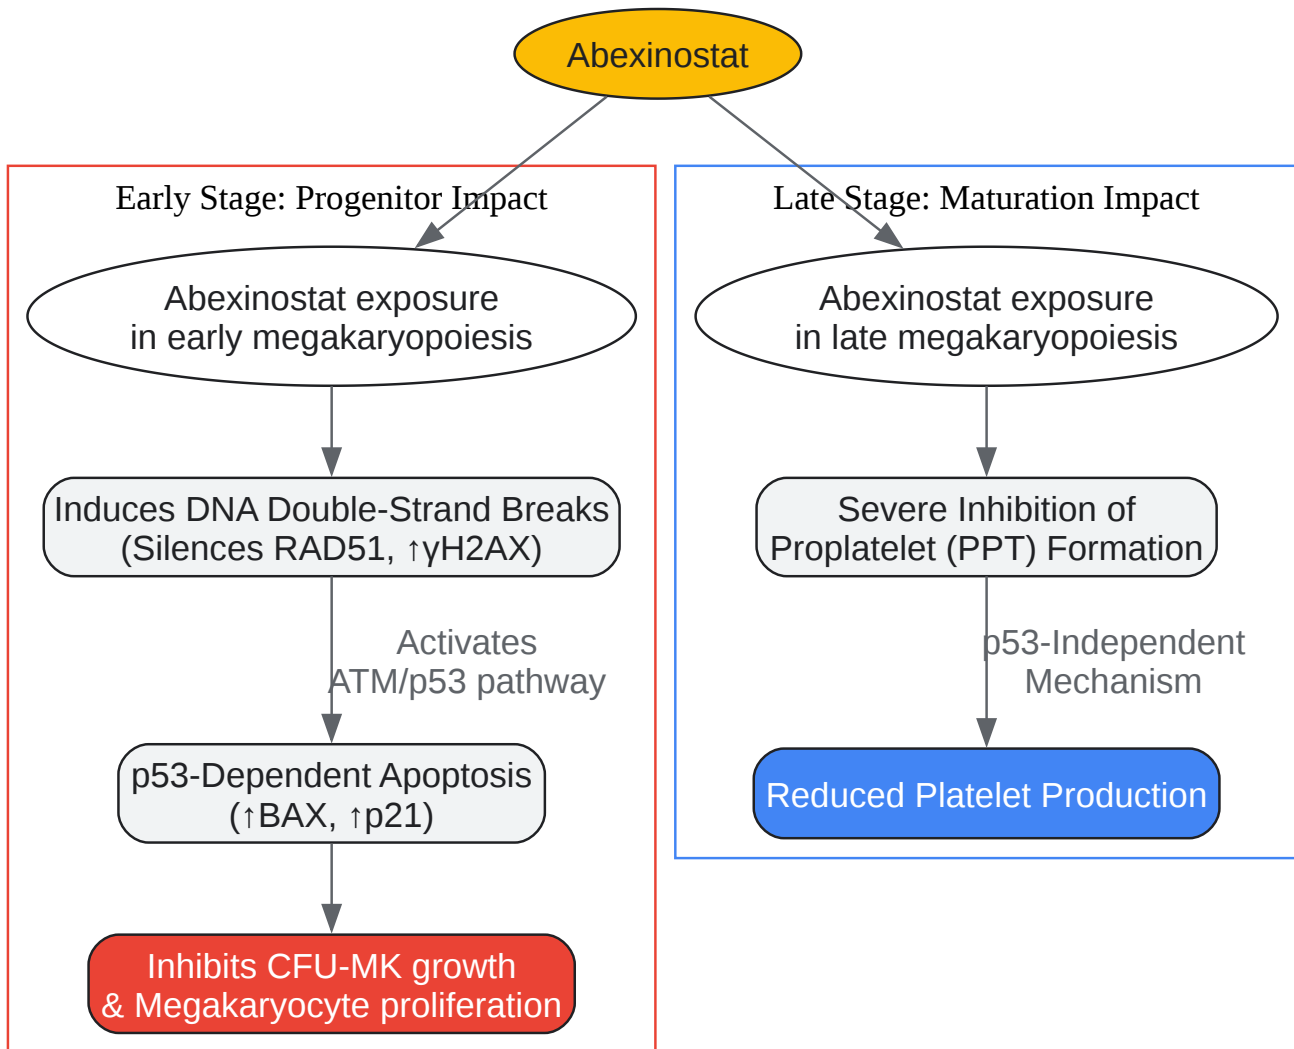 Abexinostat
Early Stage: Progenitor Impact
Abexinostat exposure
in early megakaryopoiesis
Induces DNA Double-Strand Breaks
(Silences RAD51, ↑γH2AX)
Activates
ATM/p53 pathway
p53-Dependent Apoptosis
(↑BAX, ↑p21)
Inhibits CFU-MK growth
& Megakaryocyte proliferation
Late Stage: Maturation Impact
Abexinostat exposure
in late megakaryopoiesis
Severe Inhibition of
Proplatelet (PPT) Formation
p53-Independent
Mechanism
Reduced Platelet Production